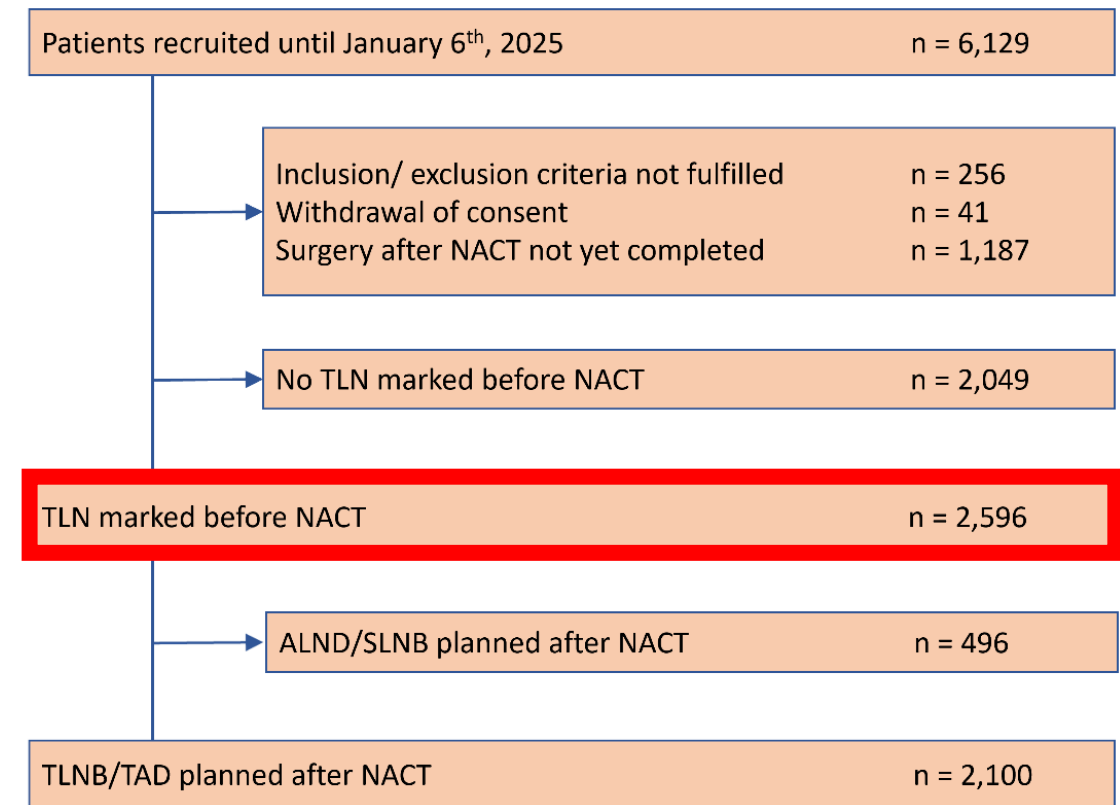 Patients recruited until January 6th, 2025 n = 6,129
Inclusion/ exclusion criteria not fulfilled n = 256
Withdrawal of consent n = 41
Surgery after NACT not yet completed n = 1,187
No TLN marked before NACT n = 2,049
TLN marked before NACT n = 2,596
ALND/SLNB planned after NACT n = 496
TLNB/TAD planned after NACT n = 2,100